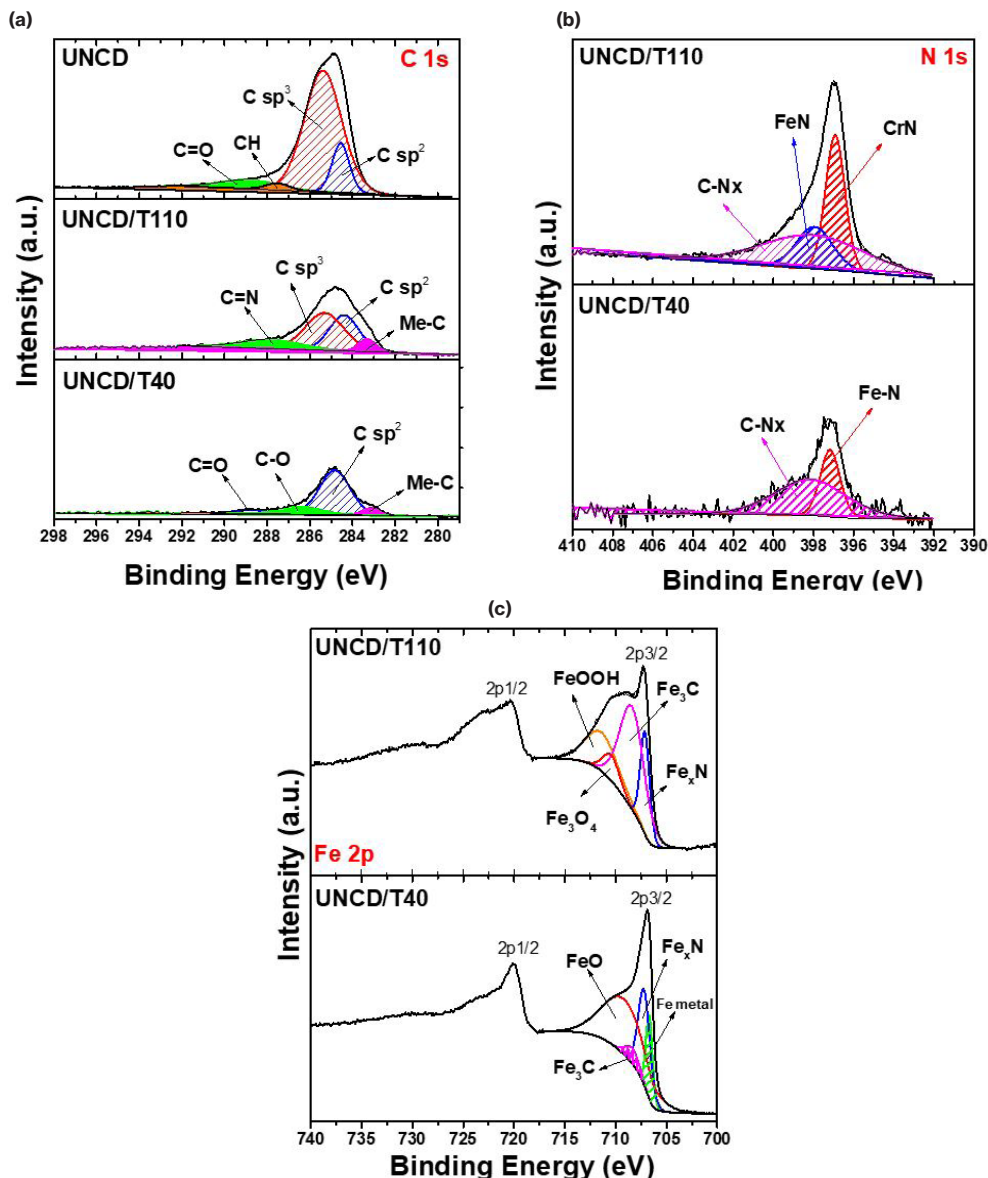 (a)
UNCD
C 1s
C sp³
C=O
CH
C sp²
UNCD/T110
C sp³
C sp²
C=N
Me-C
UNCD/T40
C sp²
C=O
C-O
Me-C
Intensity (a.u.)
298 296 294 292 290 288 286 284 282 280
Binding Energy (eV)
(b)
UNCD/T110
N 1s
FeN
CrN
C-Nx
UNCD/T40
Fe-N
C-Nx
Intensity (a.u.)
410 408 406 404 402 400 398 396 394 392 390
Binding Energy (eV)
(c)
UNCD/T110
2p3/2
FeOOH
2p1/2
Fe₃C
FeₓN
Fe₃O₄
Fe 2p
UNCD/T40
2p3/2
2p1/2
FeO
FeₓN
Fe metal
Fe₃C
Intensity (a.u.)
740 735 730 725 720 715 710 705 700
Binding Energy (eV)